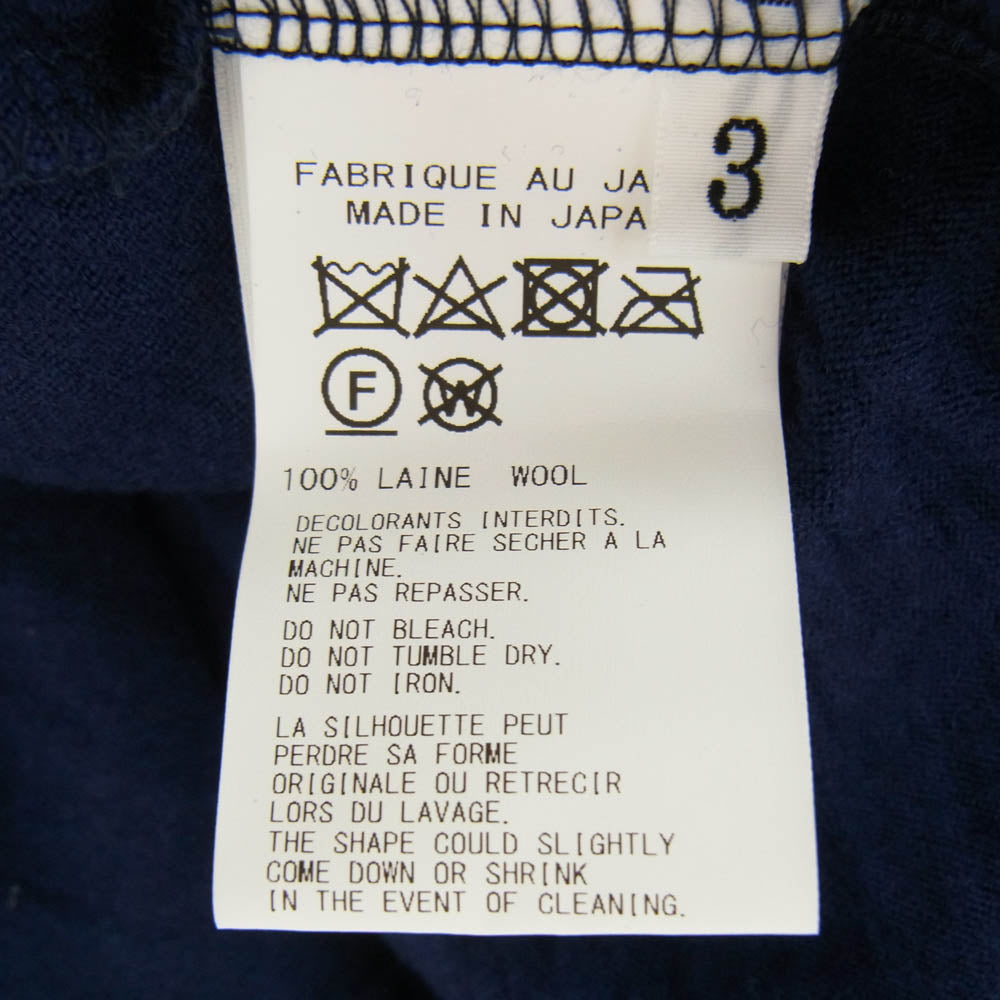 3
FABRIQUE AU JA
MADE IN JAPA
F
W
100% LAINE WOOL
DECOLORANTS INTERDITS.
NE PAS FAIRE SECHER A LA
MACHINE.
NE PAS REPASSER.
DO NOT BLEACH.
DO NOT TUMBLE DRY.
DO NOT IRON.
LA SILHOUETTE PEUT
PERDRE SA FORME
ORIGINALE OU RETRECIR
LORS DU LAVAGE.
THE SHAPE COULD SLIGHTLY
COME DOWN OR SHRINK
IN THE EVENT OF CLEANING.